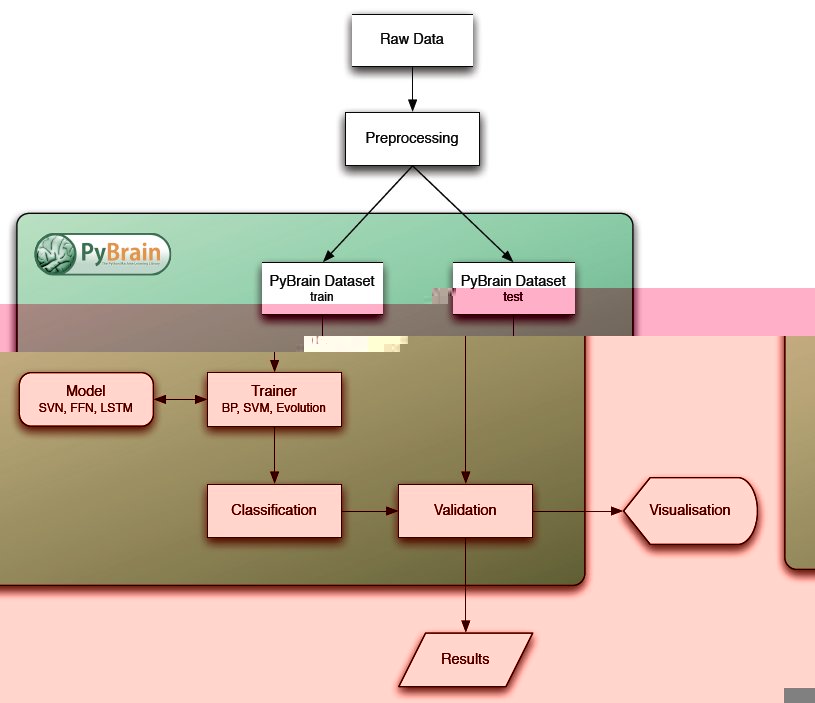 Raw Data
Preprocessing
PyBrain
PyBrain Dataset
train
PyBrain Dataset
test
Model
SVN, FFN, LSTM
Trainer
BP, SVM, Evolution
Classification
Validation
Visualisation
Results